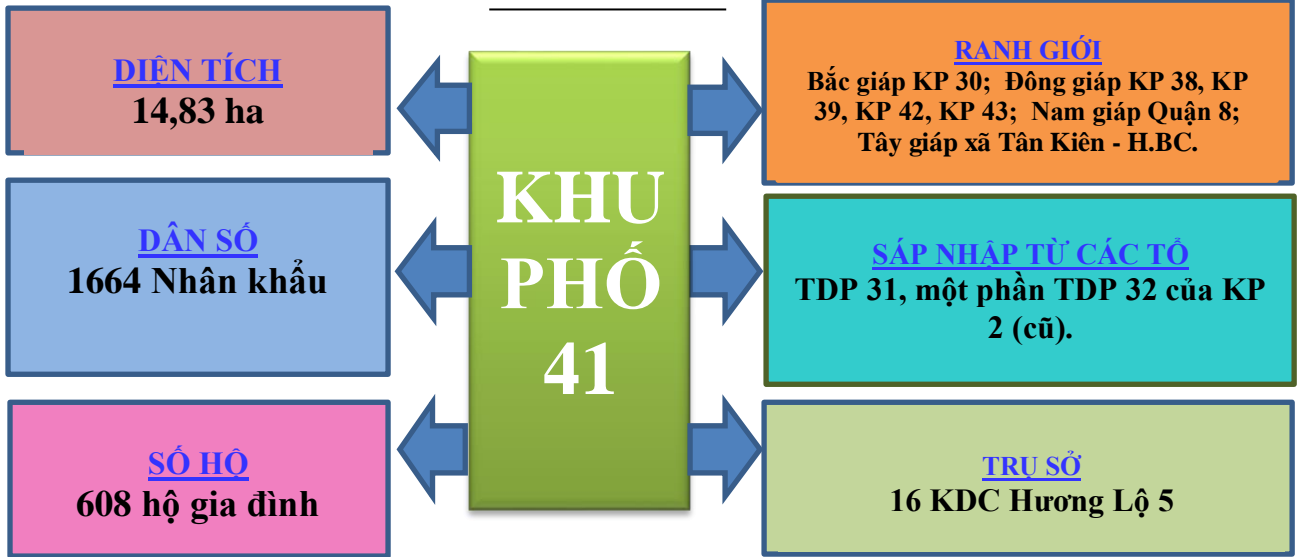 DIỆN TÍCH
14,83 ha
DÂN SỐ
1664 Nhân khẩu
SỐ HỘ
608 hộ gia đình
KHU
PHỐ
41
RANH GIỚI
Bắc giáp KP 30; Đông giáp KP 38, KP
39, KP 42, KP 43; Nam giáp Quận 8;
Tây giáp xã Tân Kiên - H.BC.
SÁP NHẬP TỪ CÁC TỔ
TDP 31, một phần TDP 32 của KP
2 (cũ).
TRỤ SỞ
16 KDC Hương Lộ 5